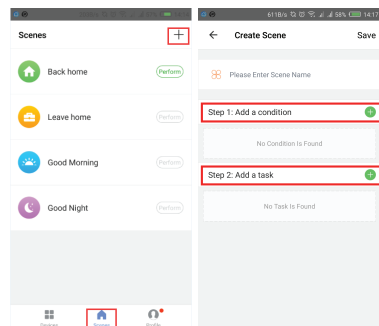 Scenes
Back home
Perform
Leave home
Perform
Good Morning
Perform
Good Night
Perform
Scenes
Profile
611B/s
58%
14:17
Create Scene
Save
Please Enter Scene Name
Step 1: Add a condition
No Condition Is Found
Step 2: Add a task
No Task Is Found